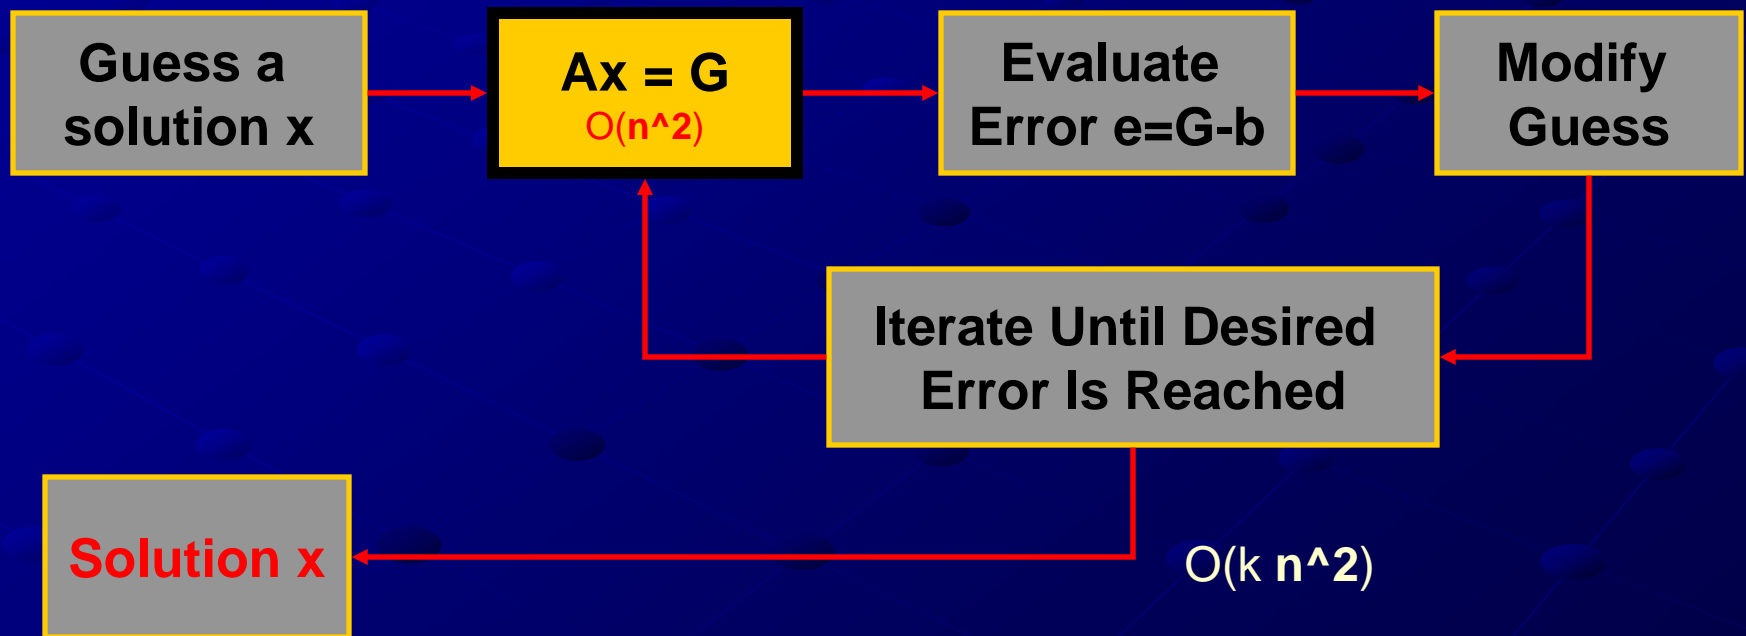 Guess a
solution x
Ax = G
O(n^2)
Evaluate
Error e=G-b
Modify
Guess
Iterate Until Desired
Error Is Reached
Solution x
O(k n^2)